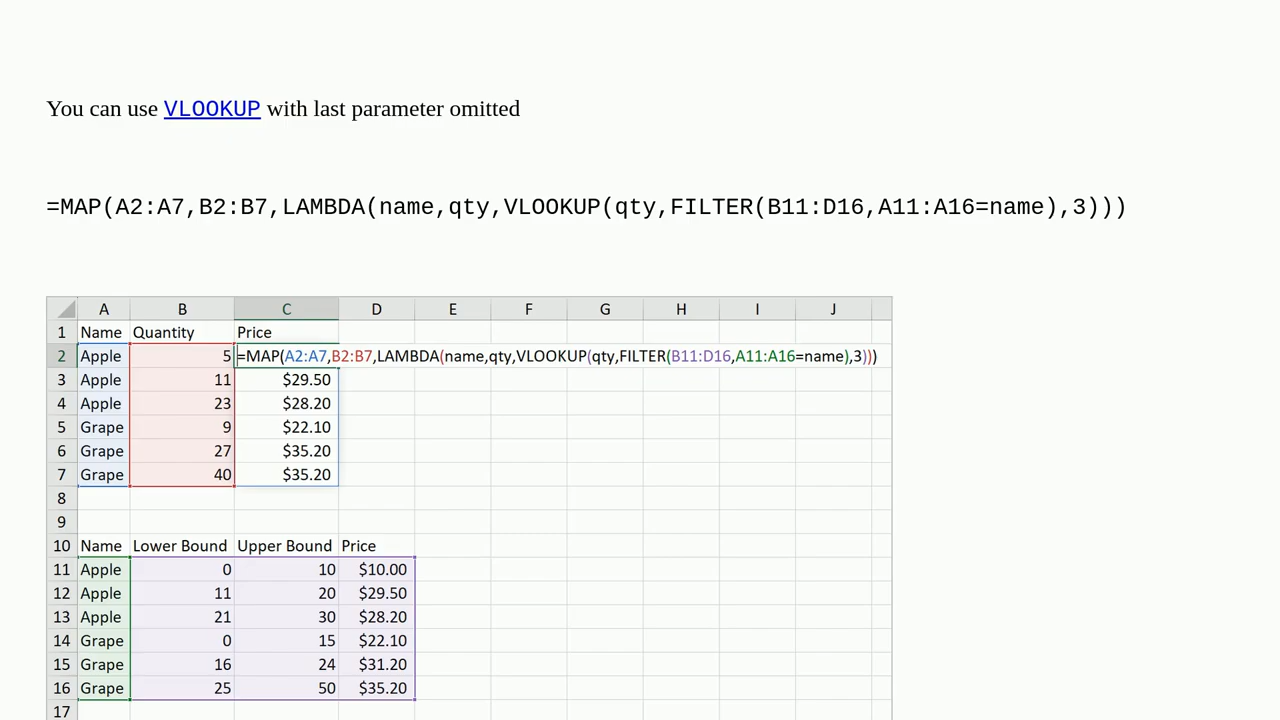 You can use VLOOKUP with last parameter omitted
=MAP(A2:A7,B2:B7,LAMBDA(name,qty,VLOOKUP(qty,FILTER(B11:D16,A11:A16=name),3)))
A B C D E F G H I J
1 Name Quantity Price
2 Apple 5 =MAP(A2:A7,B2:B7,LAMBDA(name,qty,VLOOKUP(qty,FILTER(B11:D16,A11:A16=name),3)))
3 Apple 11 $29.50
4 Apple 23 $28.20
5 Grape 9 $22.10
6 Grape 27 $35.20
7 Grape 40 $35.20
8
9
10 Name Lower Bound Upper Bound Price
11 Apple 0 10 $10.00
12 Apple 11 20 $29.50
13 Apple 21 30 $28.20
14 Grape 0 15 $22.10
15 Grape 16 24 $31.20
16 Grape 25 50 $35.20
17